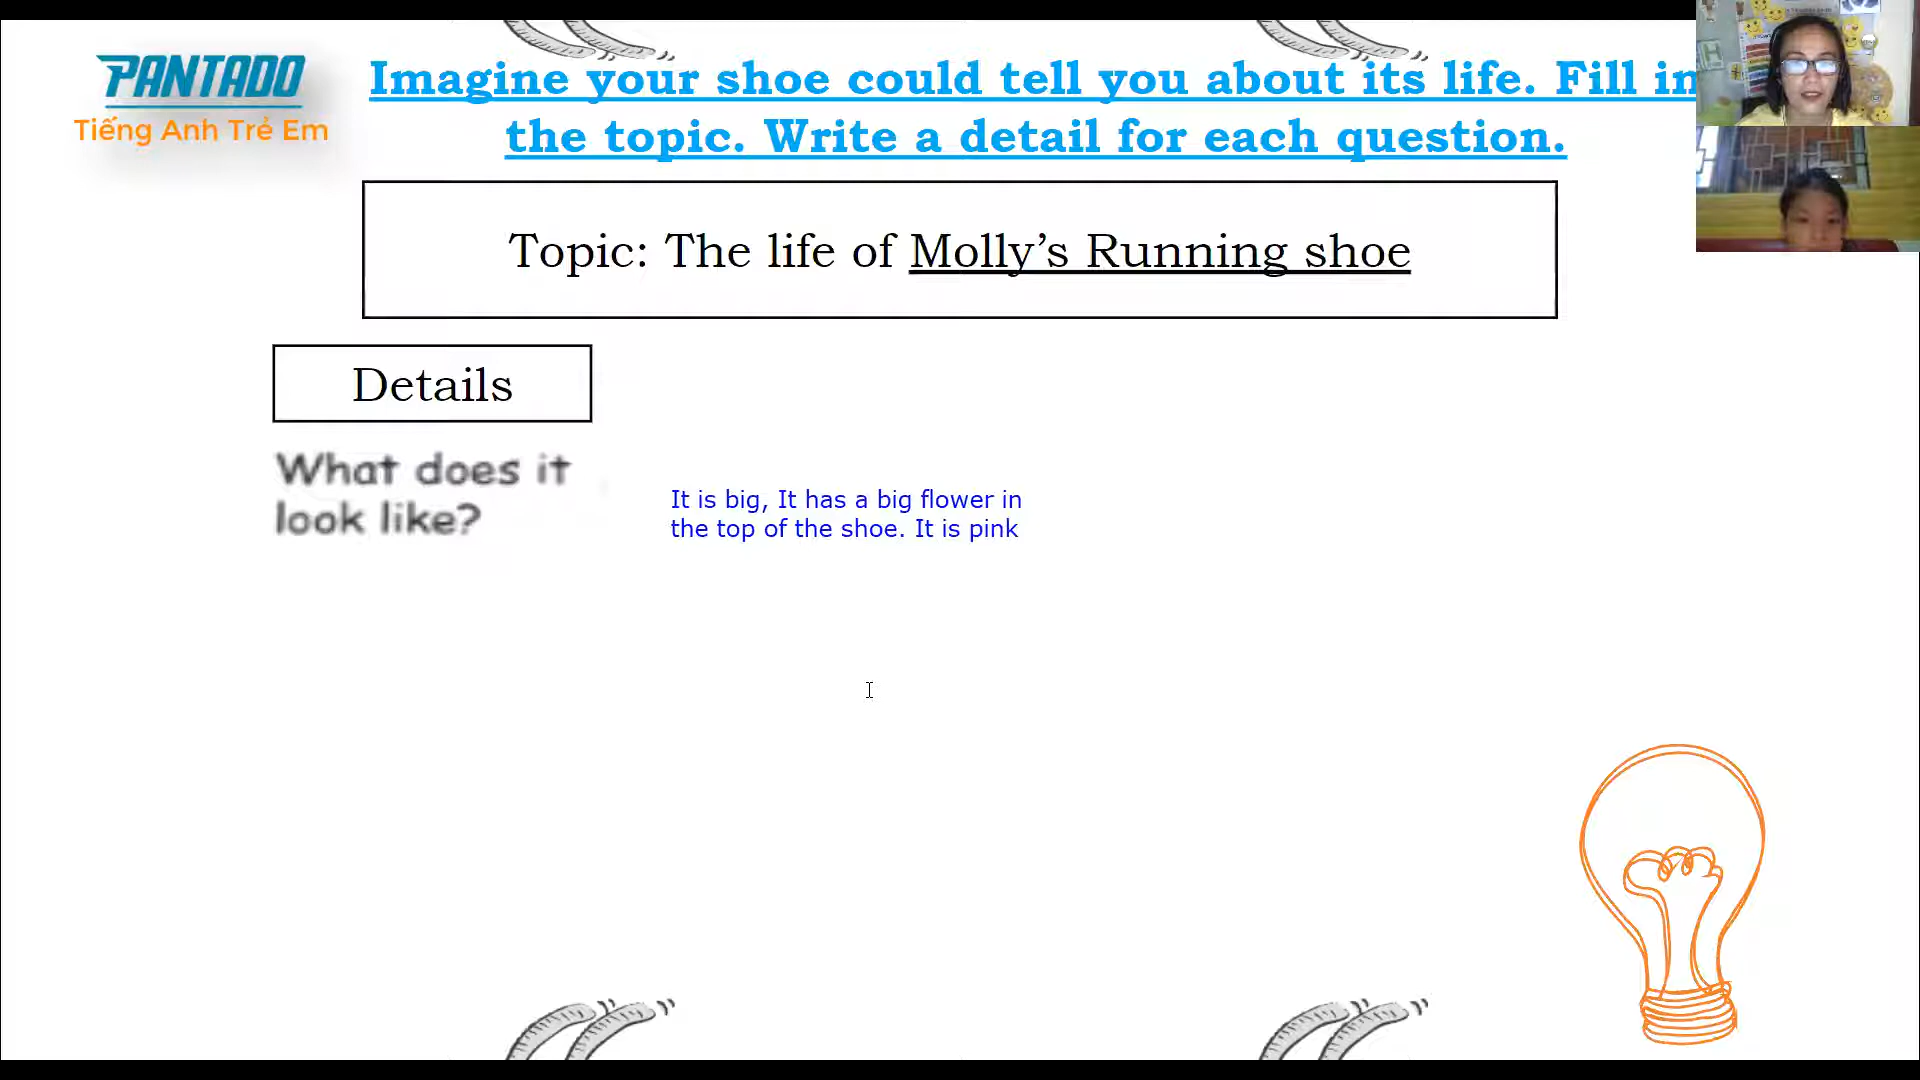 PANTADO
Tiếng Anh Trẻ Em
Imagine your shoe could tell you about its life. Fill in
the topic. Write a detail for each question.
Topic: The life of Molly’s Running shoe
Details
What does it
look like?
It is big, It has a big flower in
the top of the shoe. It is pink